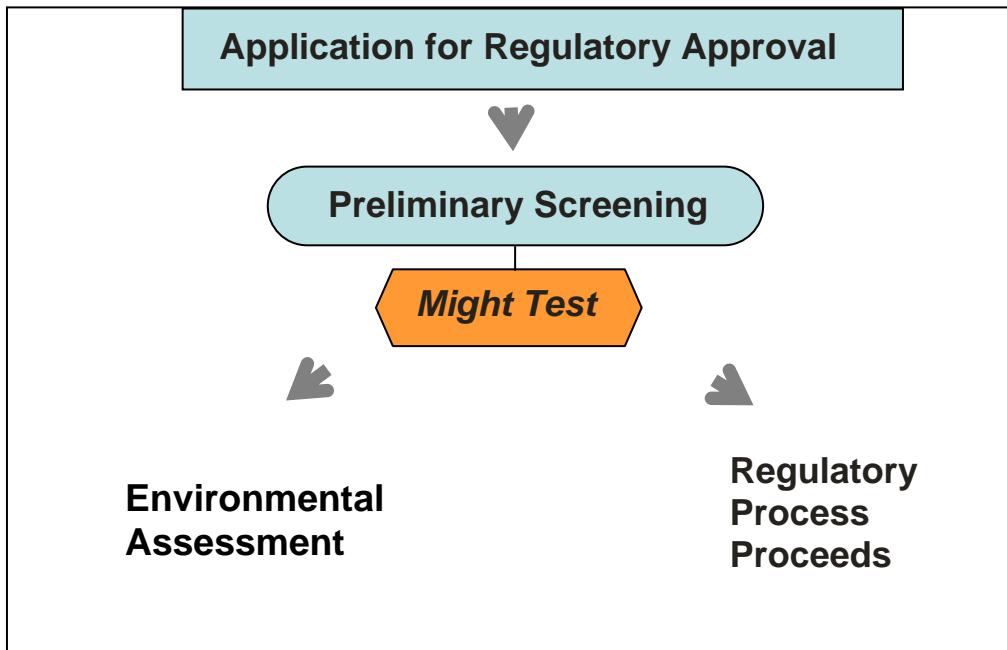 Application for Regulatory Approval
Preliminary Screening
Might Test
Environmental
Assessment
Regulatory
Process
Proceeds